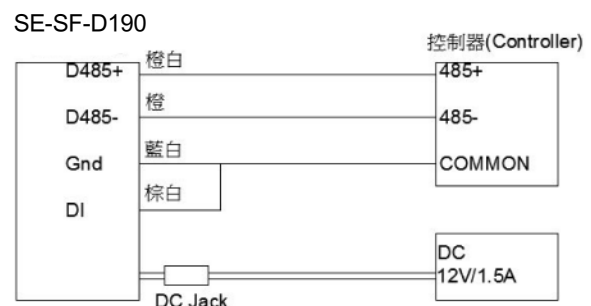 SE-SF-D190
控制器(Controller)
D485+ 橙白 485+
D485- 橙 485-
Gnd 藍白 COMMON
DI 棕白
DC
12V/1.5A
DC Jack